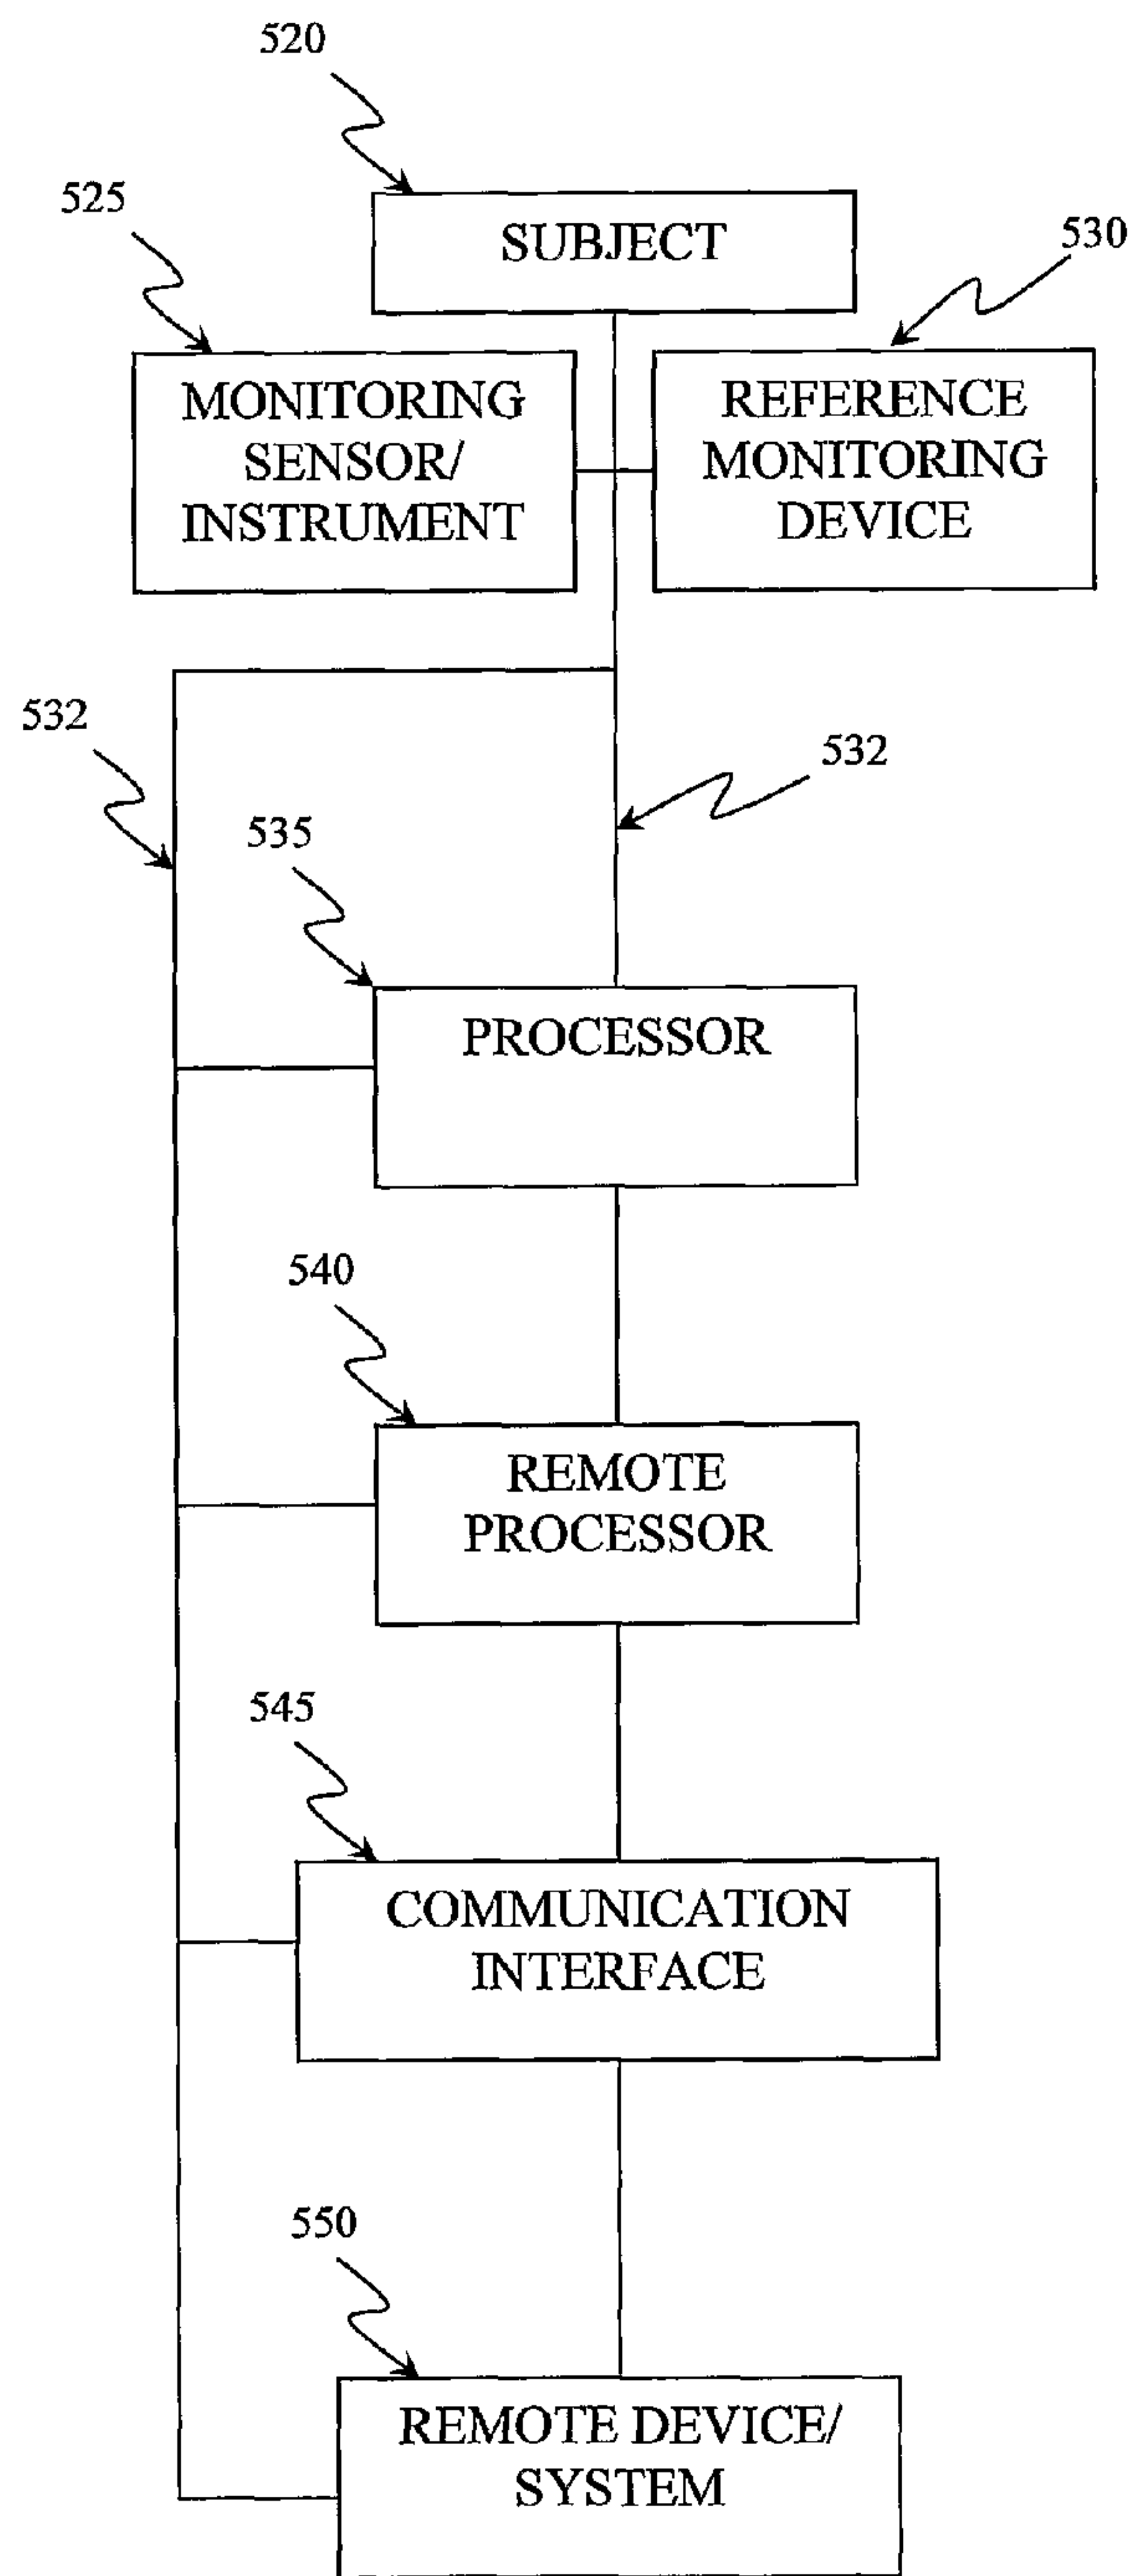 520
SUBJECT
525
530
MONITORING
SENSOR/
INSTRUMENT
REFERENCE
MONITORING
DEVICE
532
532
535
PROCESSOR
540
REMOTE
PROCESSOR
545
COMMUNICATION
INTERFACE
550
REMOTE DEVICE/
SYSTEM